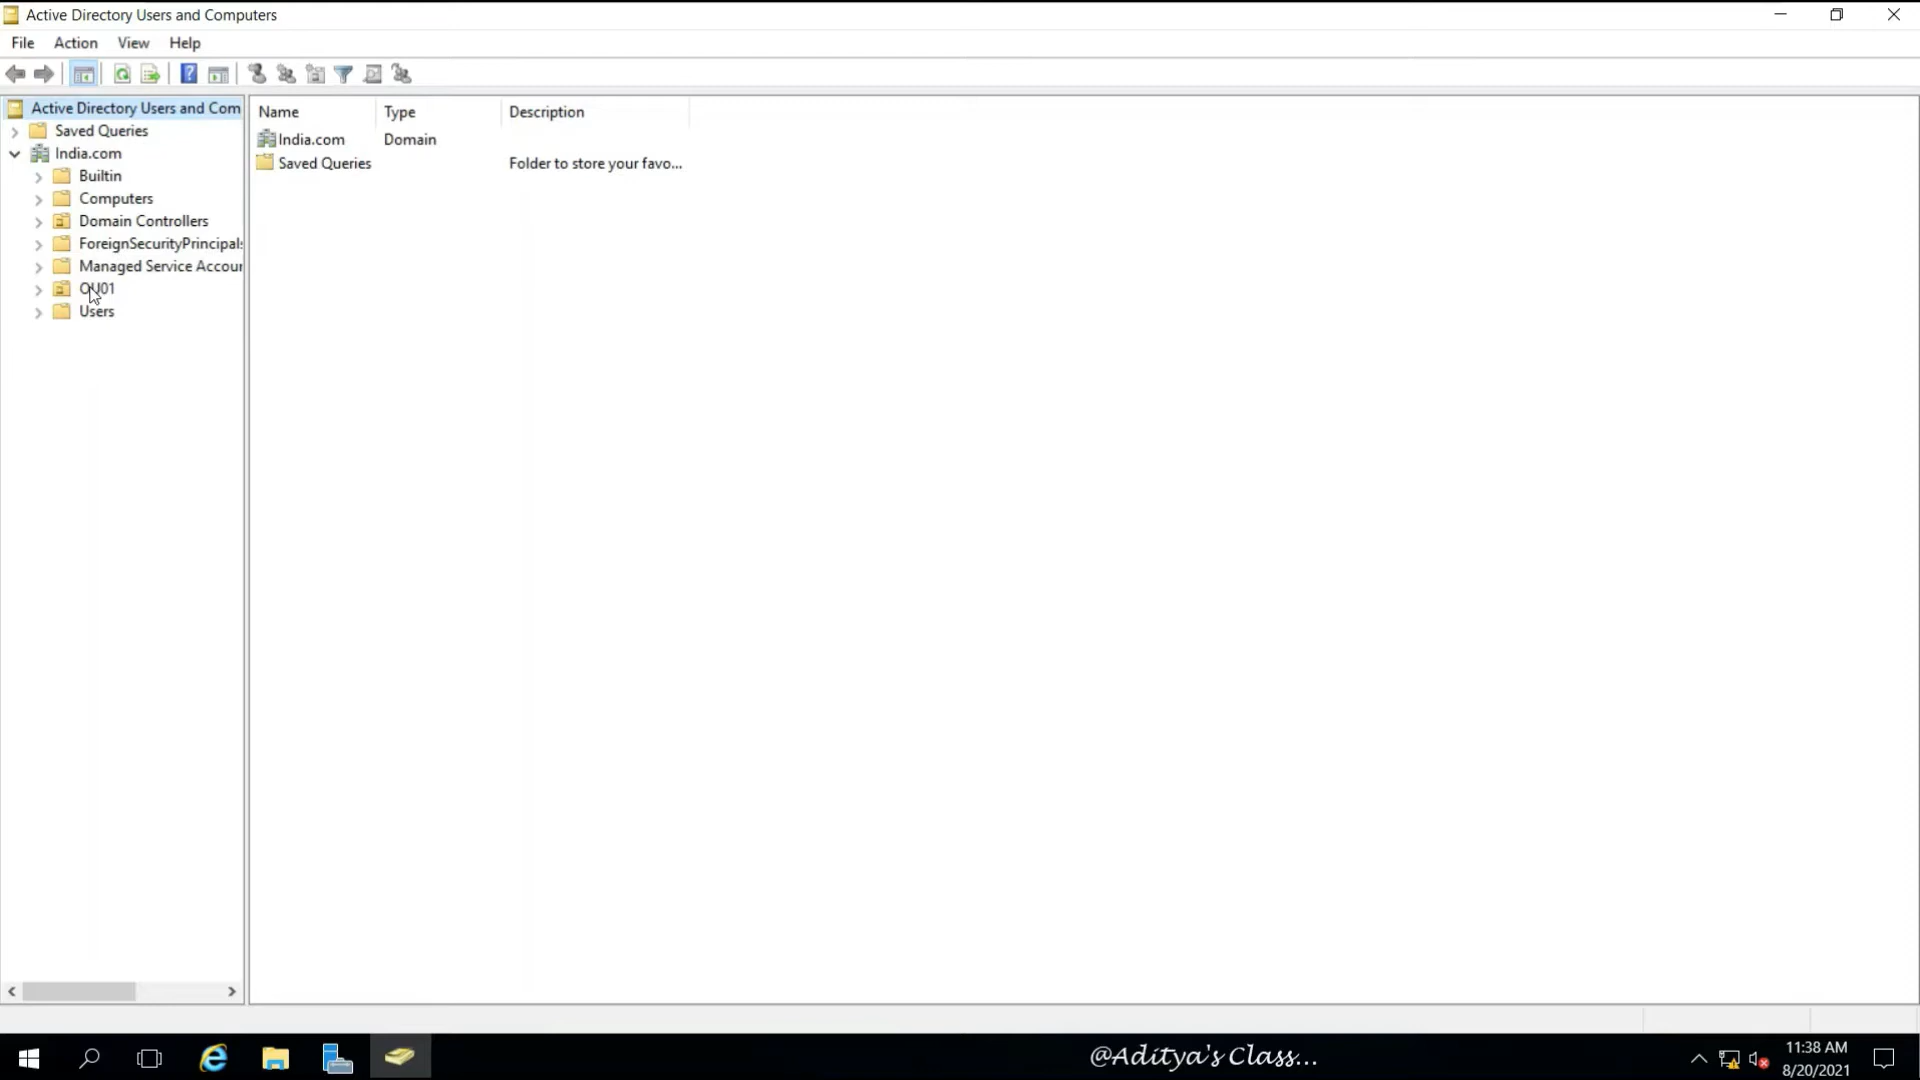 Active Directory Users and Computers
File Action View Help
Active Directory Users and Com
Saved Queries
India.com
Builtin
Computers
Domain Controllers
ForeignSecurityPrincipals
Managed Service Accour
OU01
Users
Name Type Description
India.com Domain
Saved Queries Folder to store your favo...
@Aditya's Class...
11:38 AM
8/20/2021